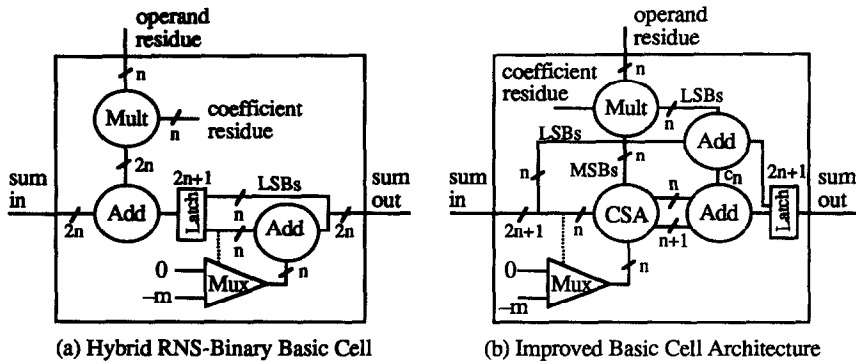 operand
residue
n
Mult
n
coefficient
residue
2n
sum
in
2n
Add
2n+1
Latch
LSBs
n
n
Add
2n
sum
out
0
–m
Mux
n
(a) Hybrid RNS-Binary Basic Cell
operand
residue
n
coefficient
residue
Mult
n
LSBs
LSBs
Add
n
MSBs
n
c_n
2n+1
sum
in
2n+1
n
CSA
n
n+1
Add
Latch
sum
out
0
–m
Mux
n
(b) Improved Basic Cell Architecture